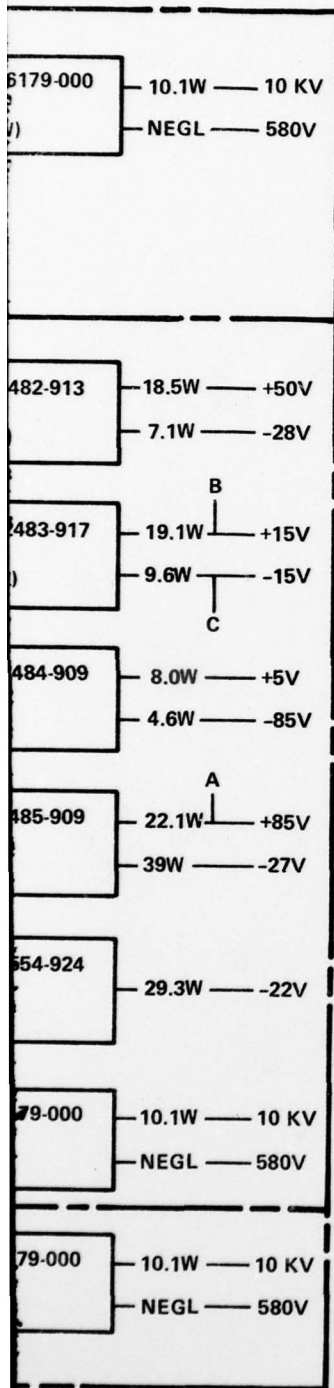 6179-000
10.1W 10 KV
NEGL 580V
482-913
18.5W +50V
7.1W -28V
B
483-917
19.1W +15V
9.6W -15V
C
484-909
8.0W +5V
4.6W -85V
A
485-909
22.1W +85V
39W -27V
554-924
29.3W -22V
79-000
10.1W 10 KV
NEGL 580V
79-000
10.1W 10 KV
NEGL 580V